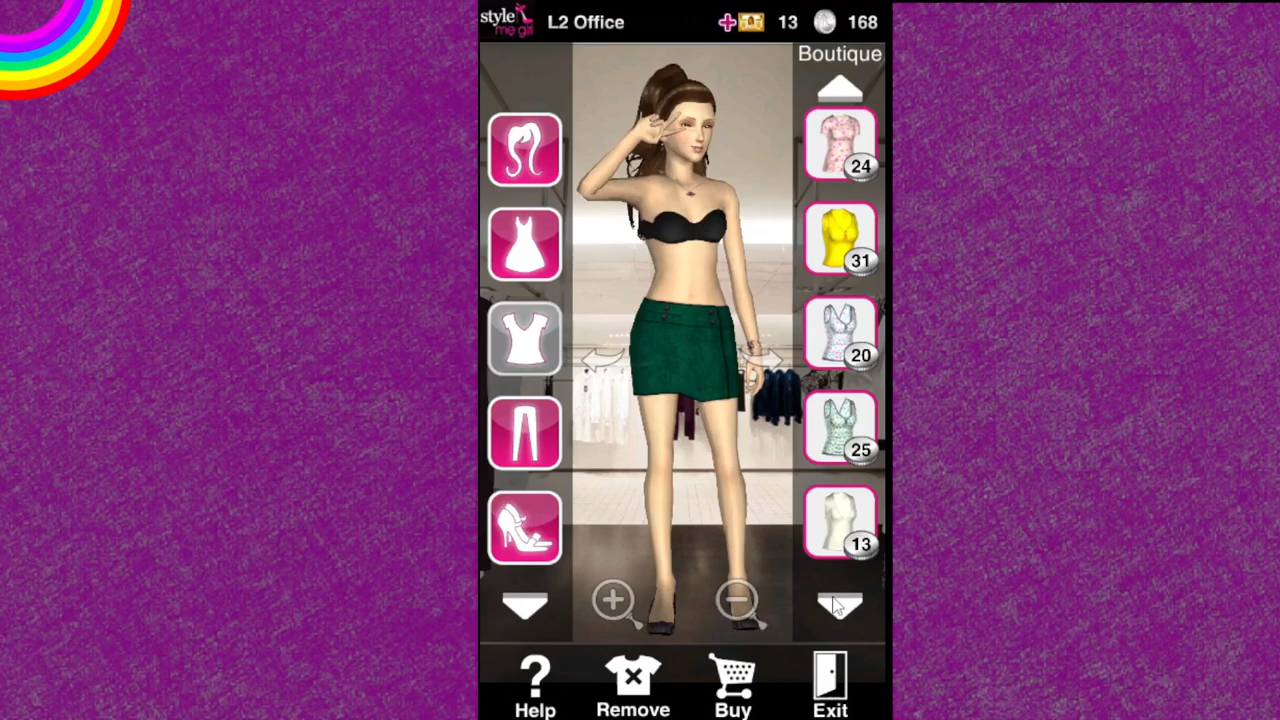 style me girl
L2 Office
13
168
Boutique
24
31
20
25
13
?
Help
Remove
Buy
Exit